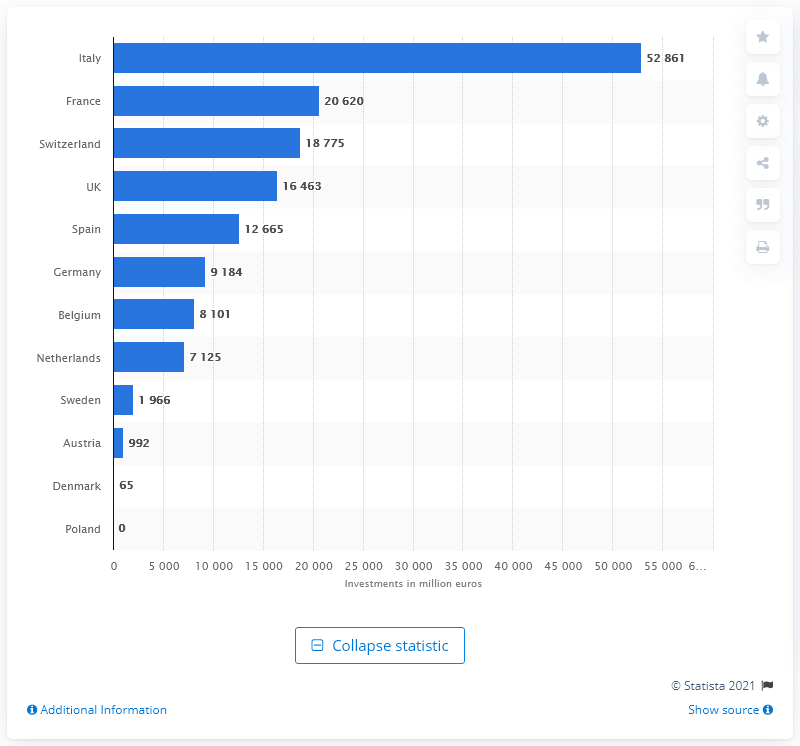 Italy 52 861
France 20 620
Switzerland 18 775
UK 16 463
Spain 12 665
Germany 9 184
Belgium 8 101
Netherlands 7 125
Sweden 1 966
Austria 992
Denmark 65
Poland 0
0 5 000 10 000 15 000 20 000 25 000 30 000 35 000 40 000 45 000 50 000 55 000 6...
Investments in million euros
Collapse statistic
© Statista 2021
Additional Information Show source